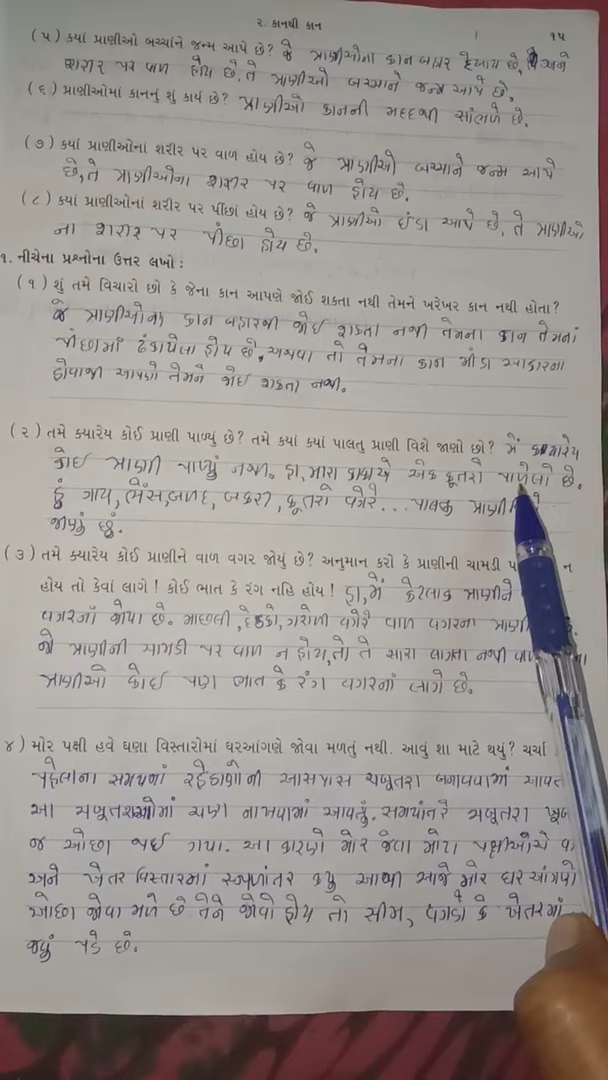 ૨. કાનથી કાન ૧૫
(૫) કયાં પ્રાણીઓ બચ્ચાંને જન્મ આપે છે? જે પ્રાણીઓના કાન બહાર દેખાય છે, અને
શરીર પર વાળ હોય છે, તે પ્રાણીઓ બચ્ચાને જન્મ આપે છે.
(૬) પ્રાણીઓમાં કાનનું શું કાર્ય છે? પ્રાણીઓ કાનની મદદથી સાંભળે છે.
(૭) કયાં પ્રાણીઓનાં શરીર પર વાળ હોય છે? જે પ્રાણીઓ બચ્ચાને જન્મ આપે
છે, તે પ્રાણીઓના શરીર પર વાળ હોય છે.
(૮) કયાં પ્રાણીઓનાં શરીર પર પીંછાં હોય છે? જે પ્રાણીઓ ઈંડા આપે છે, તે પ્રાણીઓ
ના શરીર પર પીંછા હોય છે.
૧. નીચેના પ્રશ્નોના ઉત્તર લખો :
(૧) શું તમે વિચારો છો કે જેના કાન આપણે જોઈ શકતા નથી તેમને ખરેખર કાન નથી હોતા?
જે પ્રાણીઓના કાન બહારથી જોઈ શકતા નથી તેમના કાન તેમનાં
પીંછામાં ઢંકાયેલા હોય છે, અથવા તો તેમના કાન મીંડા આકારના
હોવાથી આપણે તેમને જોઈ શકતા નથી.
(૨) તમે ક્યારેય કોઈ પ્રાણી પાળ્યું છે? તમે ક્યાં ક્યાં પાલતુ પ્રાણી વિશે જાણો છો? મેં ક્યારેય
કોઈ પ્રાણી પાળ્યું નથી. હા, મારા કાકાએ એક કૂતરો પાળેલો છે.
હું ગાય, ભેંસ, બળદ, બકરી, કૂતરો વગેરે... પાલતુ
જાણું છું.
(૩) તમે ક્યારેય કોઈ પ્રાણીને વાળ વગર જોયું છે? અનુમાન કરો કે પ્રાણીની ચામડી ન
હોય તો કેવાં લાગે! કોઈ ભાત કે રંગ નહિ હોય! હા, મેં કેટલાક પ્રાણીને
વગરનાં જોયા છે. માછલી, દેડકો, ગરોળી વગેરે વાળ વગરના
જો પ્રાણીની ચામડી પર વાળ ન હોય, તો તે સારા લાગતા નથી
પ્રાણીઓ કોઈ પણ ભાત કે રંગ વગરનાં લાગે છે.
૪) મોર પક્ષી હવે ઘણા વિસ્તારોમાં ઘરઆંગણે જોવા મળતું નથી. આવું શા માટે થયું? ચર્ચા
પહેલાના સમયમાં રહેઠાણોની આસપાસ ચબૂતરા બનાવવામાં આવતા
આ ચબૂતરાઓમાં ચણ નાખવામાં આવતું. સમયાંતરે ચબૂતરા ખૂબ
જ ઓછા થઈ ગયા. આ કારણે મોર જેવા મોટા પક્ષીઓએ
અને ખેતર વિસ્તારમાં સ્થળાંતર કર્યું આથી આજે મોર ઘર આંગણે
ઓછા જોવા મળે છે તેને જોવો હોય તો સીમ, વગડો કે ખેતરમાં
જવું પડે છે.